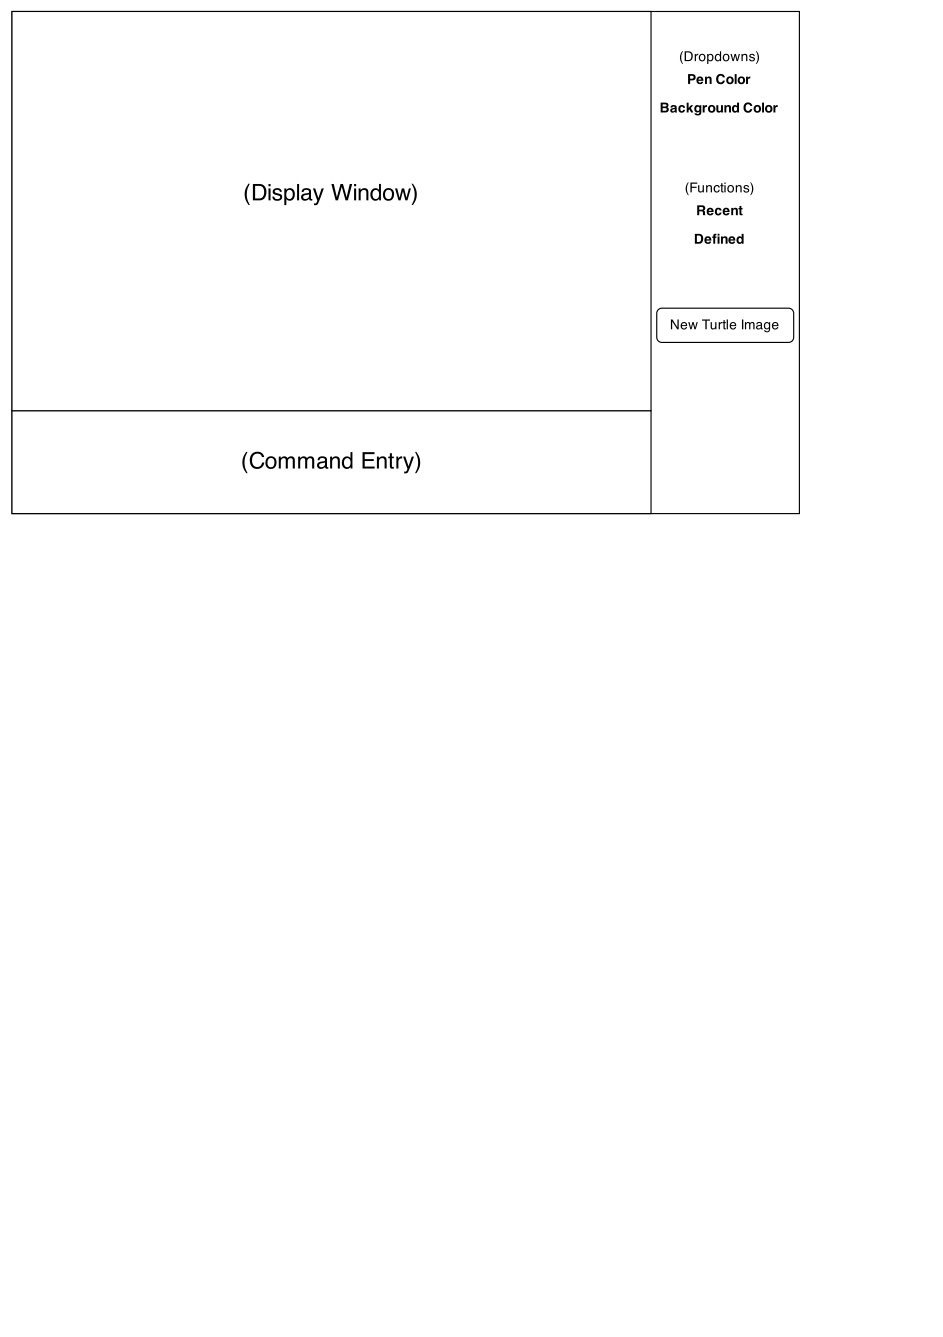 (Display Window)
(Command Entry)
(Dropdowns)
Pen Color
Background Color
(Functions)
Recent
Defined
New Turtle Image